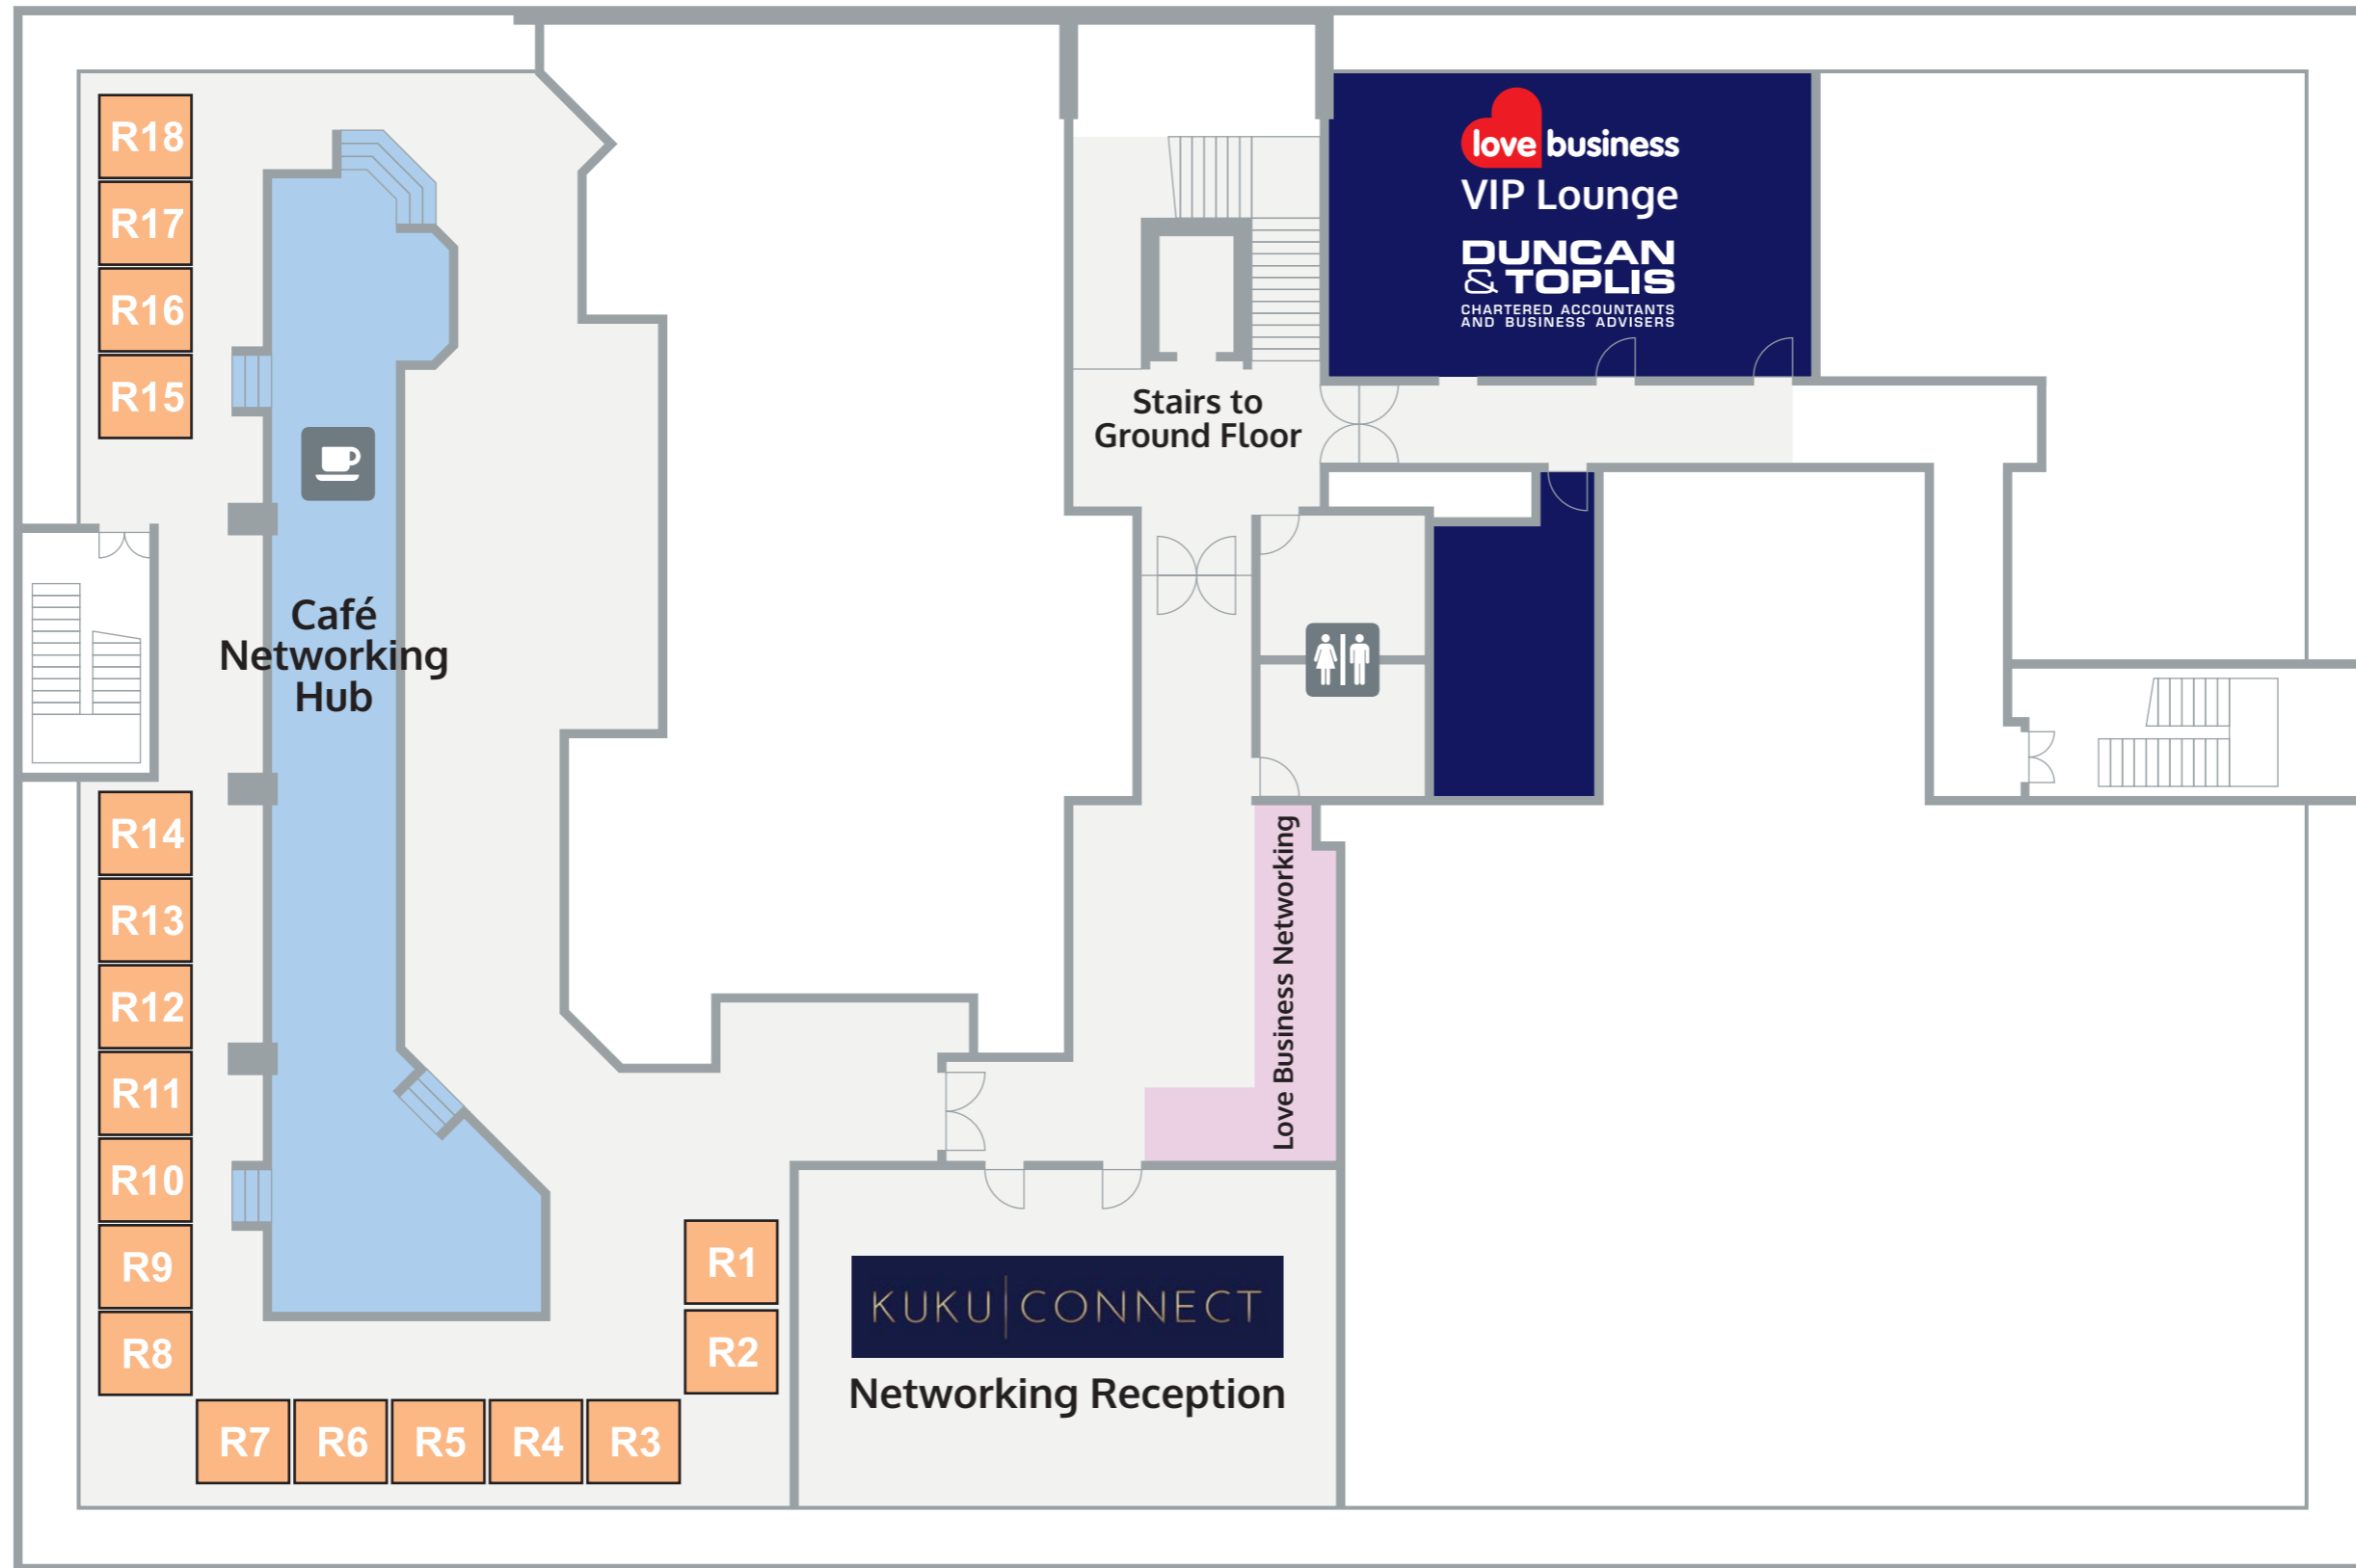 R18
R17
R16
R15
Café
Networking
Hub
R14
R13
R12
R11
R10
R9
R8
R7
R6
R5
R4
R3
R1
R2
love business
VIP Lounge
DUNCAN
& TOPLIS
CHARTERED ACCOUNTANTS
AND BUSINESS ADVISERS
Stairs to
Ground Floor
Love Business Networking
KUKU CONNECT
Networking Reception